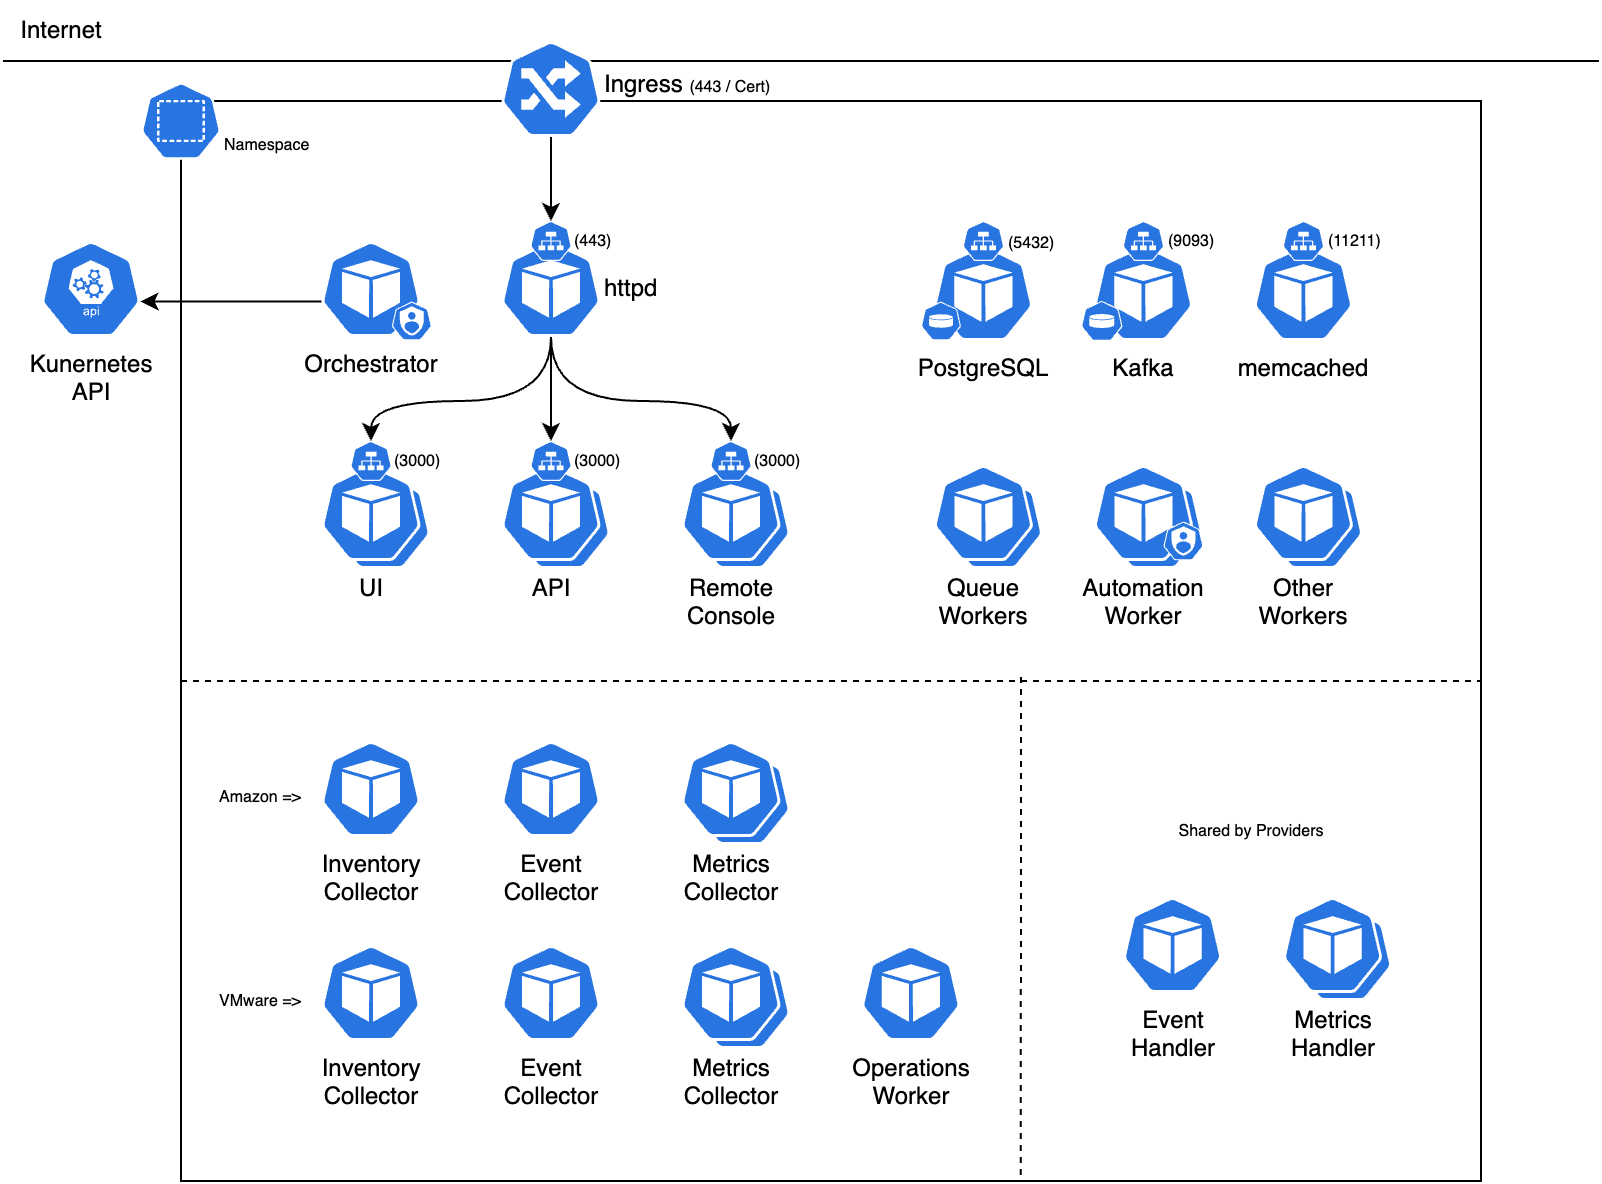 Internet
Ingress (443 / Cert)
Namespace
(443)
httpd
(5432)
(9093)
(11211)
api
Kunernetes
API
Orchestrator
PostgreSQL
Kafka
memcached
(3000)
(3000)
(3000)
UI
API
Remote
Console
Queue
Workers
Automation
Worker
Other
Workers
Amazon =>
Inventory
Collector
Event
Collector
Metrics
Collector
VMware =>
Inventory
Collector
Event
Collector
Metrics
Collector
Operations
Worker
Shared by Providers
Event
Handler
Metrics
Handler